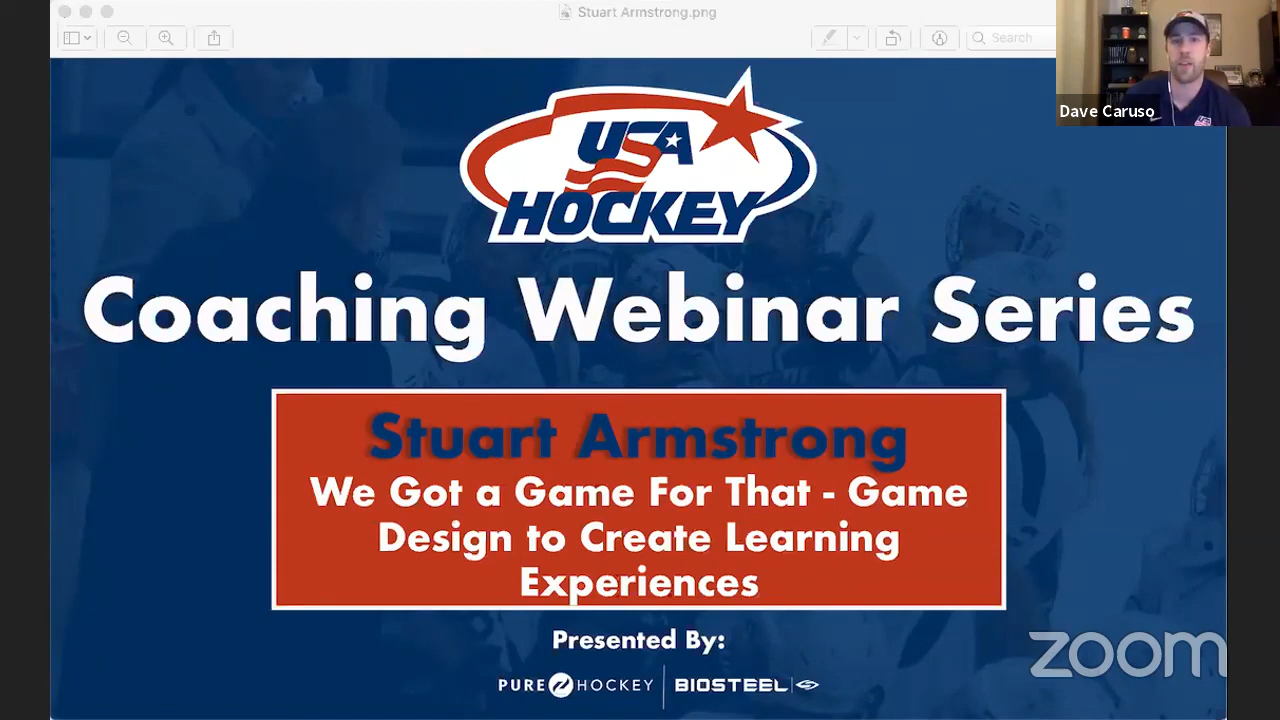 Stuart Armstrong.png
Search
Dave Caruso
USA
HOCKEY
Coaching Webinar Series
Stuart Armstrong
We Got a Game For That - Game
Design to Create Learning
Experiences
Presented By:
PURE HOCKEY
BIOSTEEL
zoom